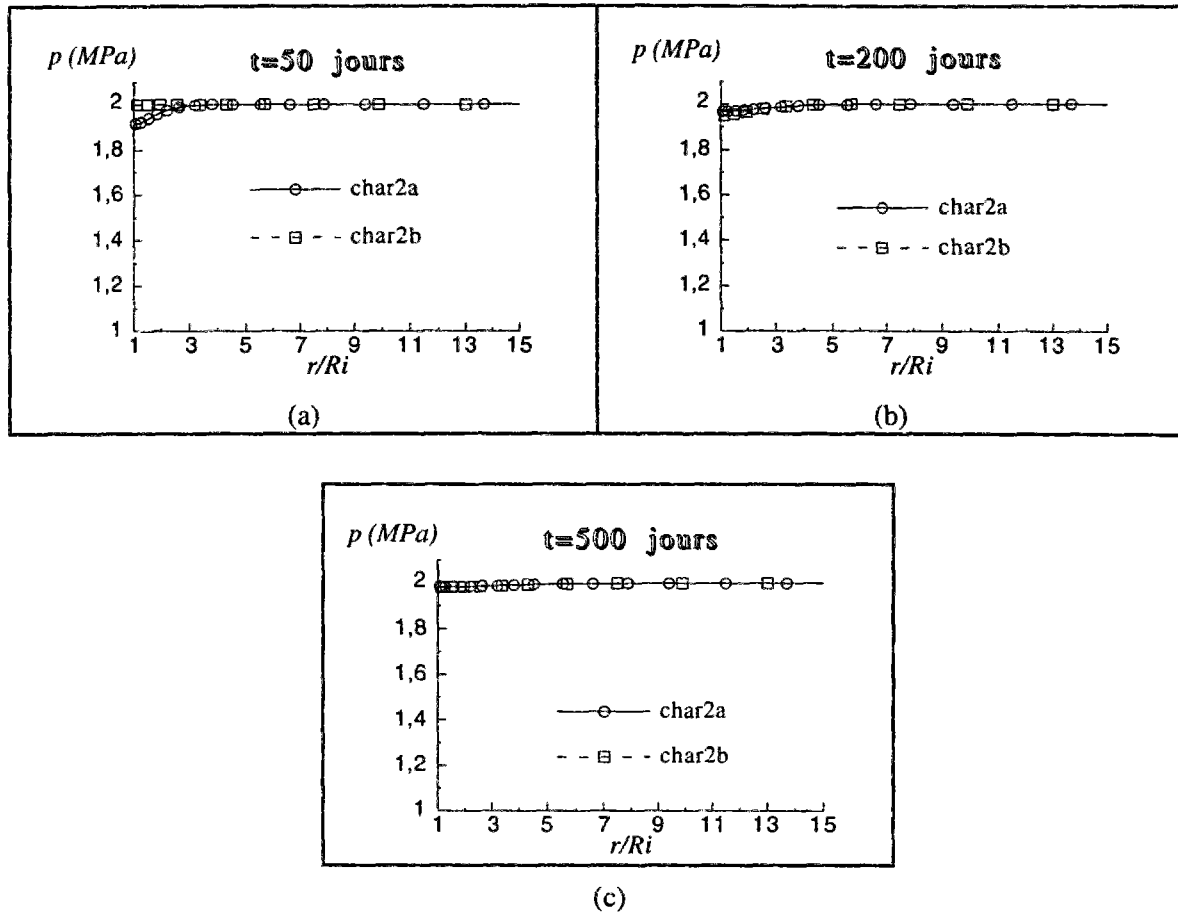 p (MPa)
t=50 jours
2
1,8
1,6
1,4
1,2
1
char2a
char2b
1 3 5 7 9 11 13 15
r/Ri
(a)
p (MPa)
t=200 jours
2
1,8
1,6
1,4
1,2
1
char2a
char2b
1 3 5 7 9 11 13 15
r/Ri
(b)
p (MPa)
t=500 jours
2
1,8
1,6
1,4
1,2
1
char2a
char2b
1 3 5 7 9 11 13 15
r/Ri
(c)